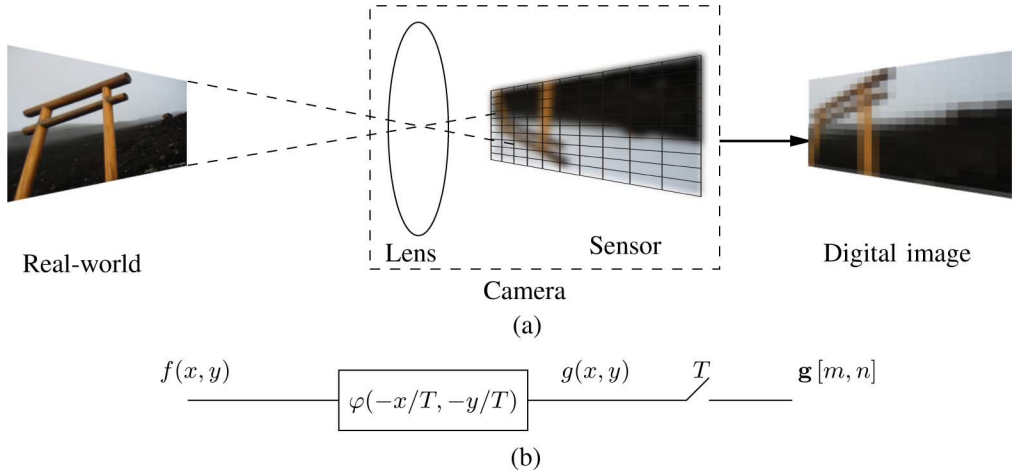 Real-world
Lens
Sensor
Camera
Digital image
(a)
f(x, y)
φ(−x/T, −y/T)
g(x, y)
T
g [m, n]
(b)